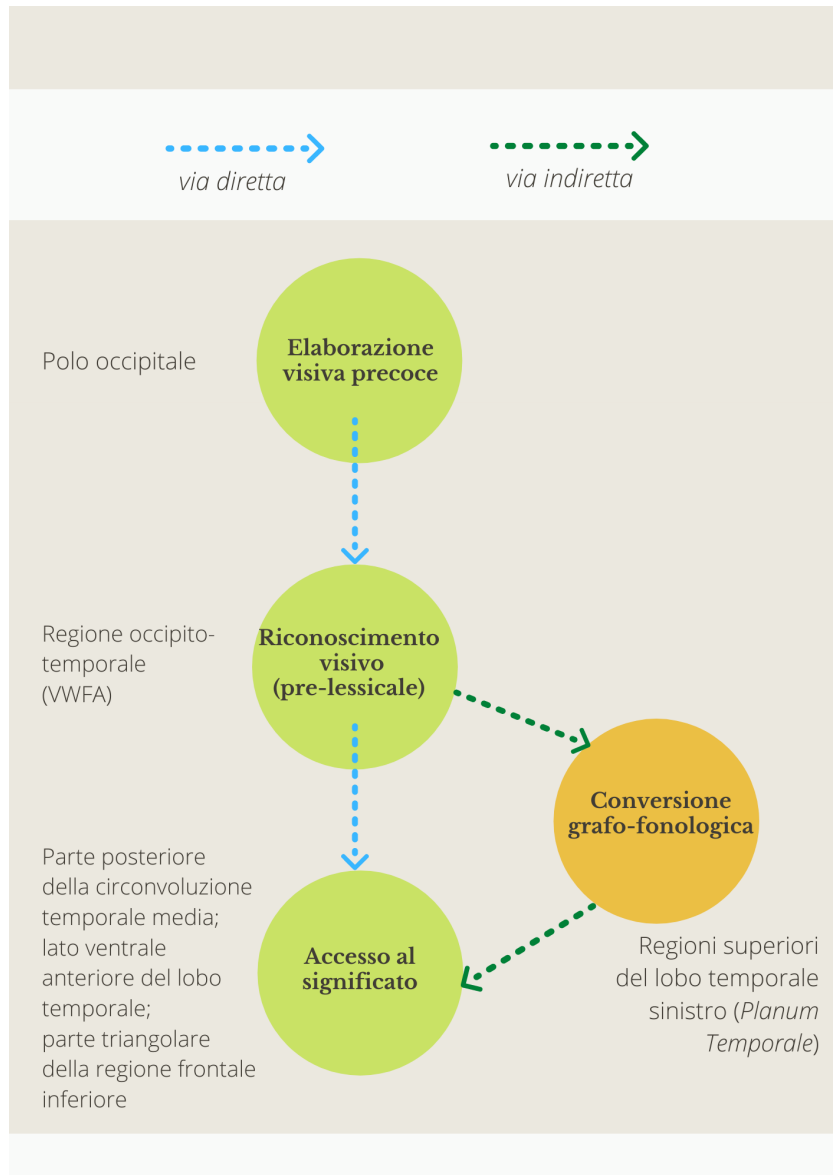 via diretta
via indiretta
Polo occipitale
Elaborazione
visiva precoce
Regione occipito-
temporale
(VWFA)
Riconoscimento
visivo
(pre-lessicale)
Conversione
grafo-fonologica
Parte posteriore
della circonvoluzione
temporale media;
lato ventrale
anteriore del lobo
temporale;
parte triangolare
della regione frontale
inferiore
Accesso al
significato
Regioni superiori
del lobo temporale
sinistro (Planum
Temporale)